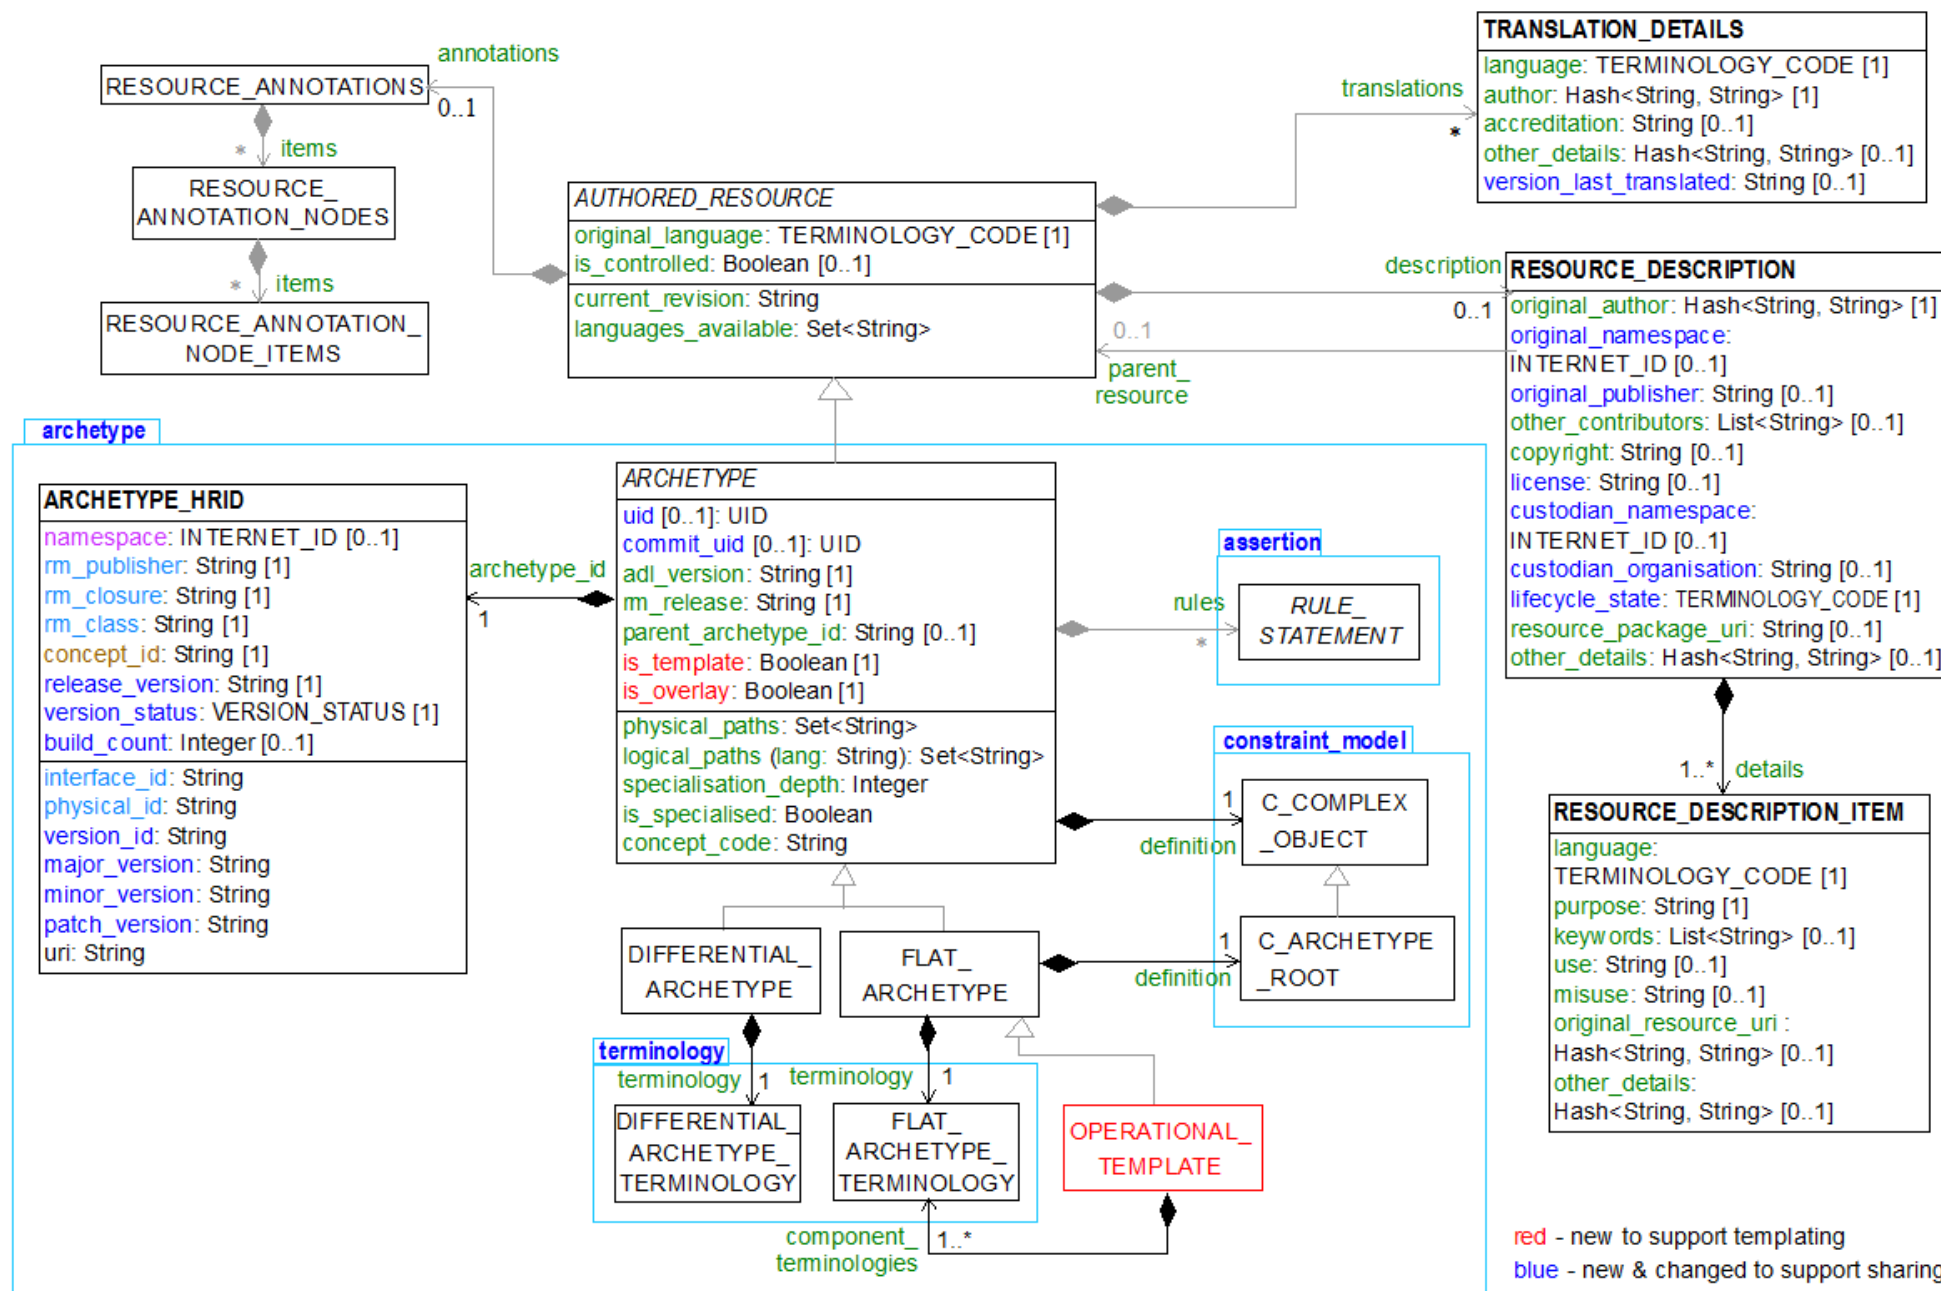 annotations
RESOURCE_ANNOTATIONS
0..1
* items
RESOURCE_
ANNOTATION_NODES
* items
RESOURCE_ANNOTATION_
NODE_ITEMS
AUTHORED_RESOURCE
original_language: TERMINOLOGY_CODE [1]
is_controlled: Boolean [0..1]
current_revision: String
languages_available: Set<String>
translations
*
TRANSLATION_DETAILS
language: TERMINOLOGY_CODE [1]
author: Hash<String, String> [1]
accreditation: String [0..1]
other_details: Hash<String, String> [0..1]
version_last_translated: String [0..1]
description
0..1
0..1
parent_
resource
RESOURCE_DESCRIPTION
original_author: Hash<String, String> [1]
original_namespace:
INTERNET_ID [0..1]
original_publisher: String [0..1]
other_contributors: List<String> [0..1]
copyright: String [0..1]
license: String [0..1]
custodian_namespace:
INTERNET_ID [0..1]
custodian_organisation: String [0..1]
lifecycle_state: TERMINOLOGY_CODE [1]
resource_package_uri: String [0..1]
other_details: Hash<String, String> [0..1]
1..* details
RESOURCE_DESCRIPTION_ITEM
language:
TERMINOLOGY_CODE [1]
purpose: String [1]
keywords: List<String> [0..1]
use: String [0..1]
misuse: String [0..1]
original_resource_uri :
Hash<String, String> [0..1]
other_details:
Hash<String, String> [0..1]
archetype
ARCHETYPE_HRID
namespace: INTERNET_ID [0..1]
rm_publisher: String [1]
rm_closure: String [1]
rm_class: String [1]
concept_id: String [1]
release_version: String [1]
version_status: VERSION_STATUS [1]
build_count: Integer [0..1]
interface_id: String
physical_id: String
version_id: String
major_version: String
minor_version: String
patch_version: String
uri: String
archetype_id
1
ARCHETYPE
uid [0..1]: UID
commit_uid [0..1]: UID
adl_version: String [1]
rm_release: String [1]
parent_archetype_id: String [0..1]
is_template: Boolean [1]
is_overlay: Boolean [1]
physical_paths: Set<String>
logical_paths (lang: String): Set<String>
specialisation_depth: Integer
is_specialised: Boolean
concept_code: String
assertion
rules
*
RULE_
STATEMENT
constraint_model
1
definition
C_COMPLEX
_OBJECT
1
definition
C_ARCHETYPE
_ROOT
DIFFERENTIAL_
ARCHETYPE
FLAT_
ARCHETYPE
terminology
terminology 1
terminology 1
DIFFERENTIAL_
ARCHETYPE_
TERMINOLOGY
FLAT_
ARCHETYPE_
TERMINOLOGY
OPERATIONAL_
TEMPLATE
component_
terminologies
1..*
red - new to support templating
blue - new & changed to support sharing